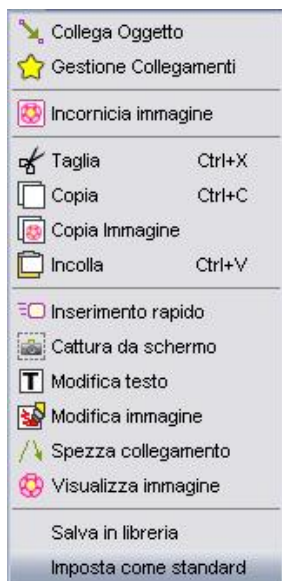 Collega Oggetto
Gestione Collegamenti
Incornicia immagine
Taglia Ctrl+X
Copia Ctrl+C
Copia Immagine
Incolla Ctrl+V
Inserimento rapido
Cattura da schermo
T Modifica testo
Modifica immagine
Spezza collegamento
Visualizza immagine
Salva in libreria
Imposta come standard